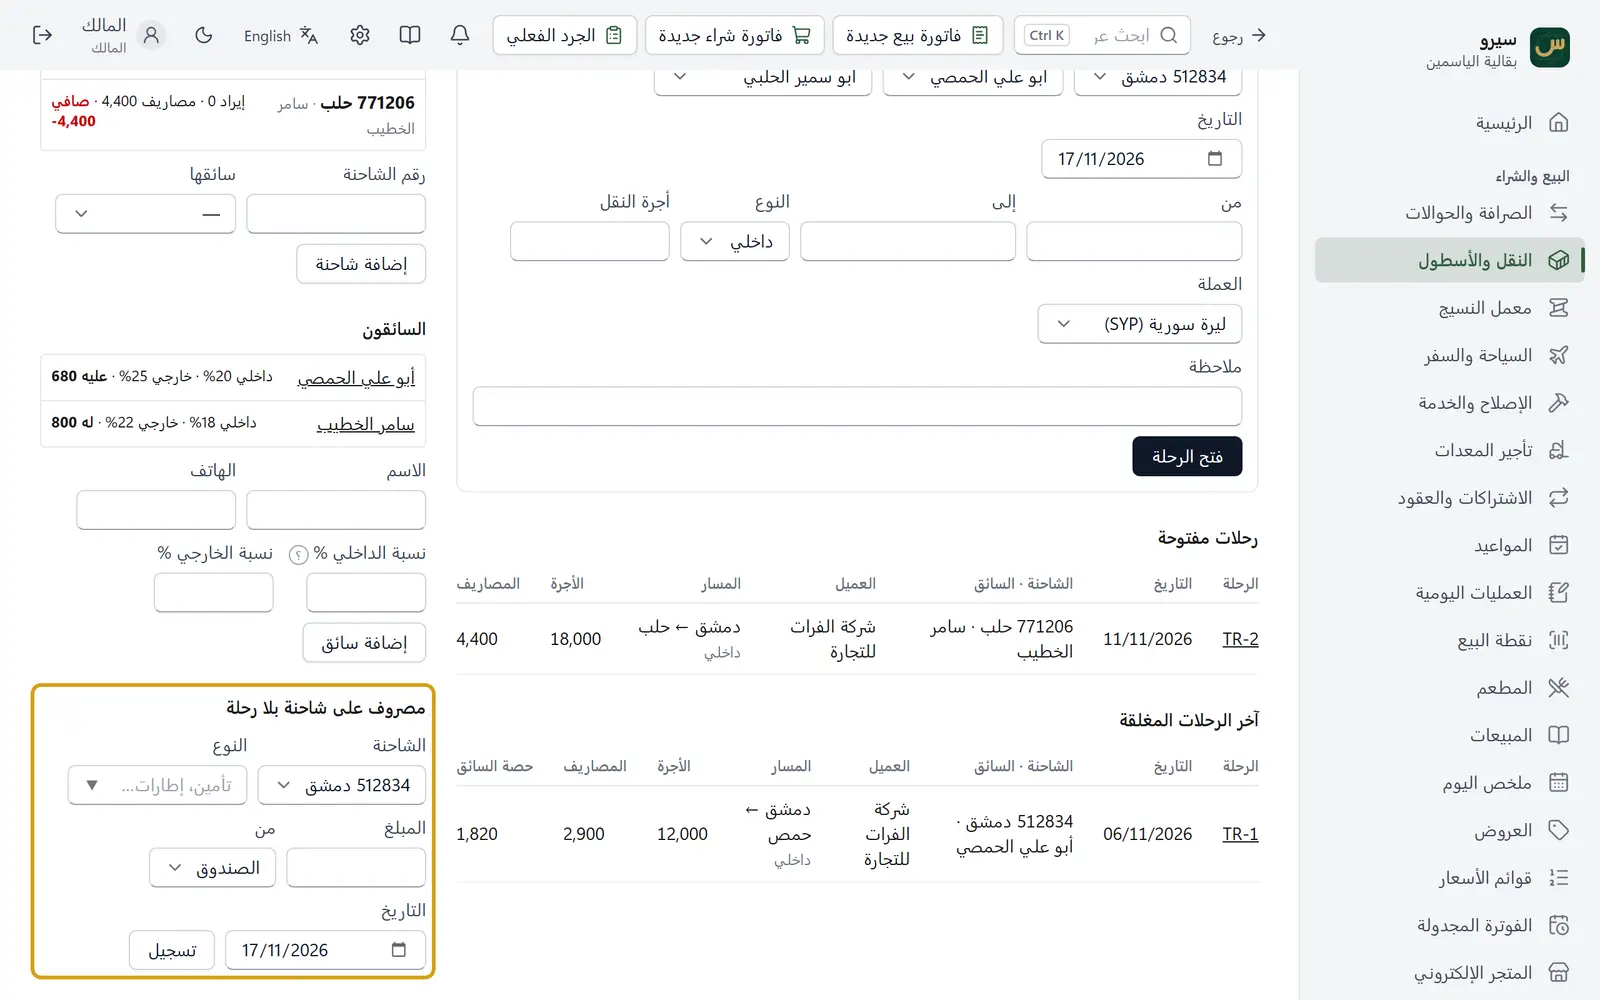 سيرو
بقالية الياسمين
رجوع
ابحث عر
Ctrl K
فاتورة بيع جديدة
فاتورة شراء جديدة
الجرد الفعلي
English
المالك
المالك
الرئيسية
البيع والشراء
الصرافة والحوالات
النقل والأسطول
معمل النسيج
السياحة والسفر
الإصلاح والخدمة
تأجير المعدات
الاشتراكات والعقود
المواعيد
العمليات اليومية
نقطة البيع
المطعم
المبيعات
ملخص اليوم
العروض
قوائم الأسعار
الفوترة المجدولة
المتجر الإلكتروني
512834 دمشق
أبو علي الحمصي
أبو سمير الحلبي
التاريخ
17/11/2026
من
إلى
النوع
أجرة النقل
داخلي
العملة
ليرة سورية (SYP)
ملاحظة
فتح الرحلة
رحلات مفتوحة
الرحلة التاريخ الشاحنة · السائق العميل المسار الأجرة المصاريف
TR-2 11/11/2026 771206 حلب · سامر الخطيب شركة الفرات للتجارة دمشق ← حلب داخلي 18,000 4,400
آخر الرحلات المغلقة
الرحلة التاريخ الشاحنة · السائق العميل المسار الأجرة المصاريف حصة السائق
TR-1 06/11/2026 512834 دمشق · أبو علي الحمصي شركة الفرات للتجارة دمشق ← حمص داخلي 12,000 2,900 1,820
771206 حلب · سامر الخطيب
إيراد 0 · مصاريف 4,400 · صافي -4,400
رقم الشاحنة
سائقها
—
إضافة شاحنة
السائقون
أبو علي الحمصي
داخلي 20% · خارجي 25% · عليه 680
سامر الخطيب
داخلي 18% · خارجي 22% · له 800
الاسم
الهاتف
نسبة الداخلي % ؟
نسبة الخارجي %
إضافة سائق
مصروف على شاحنة بلا رحلة
الشاحنة
النوع
512834 دمشق
تأمين، إطارات...
المبلغ
من
الصندوق
التاريخ
17/11/2026
تسجيل